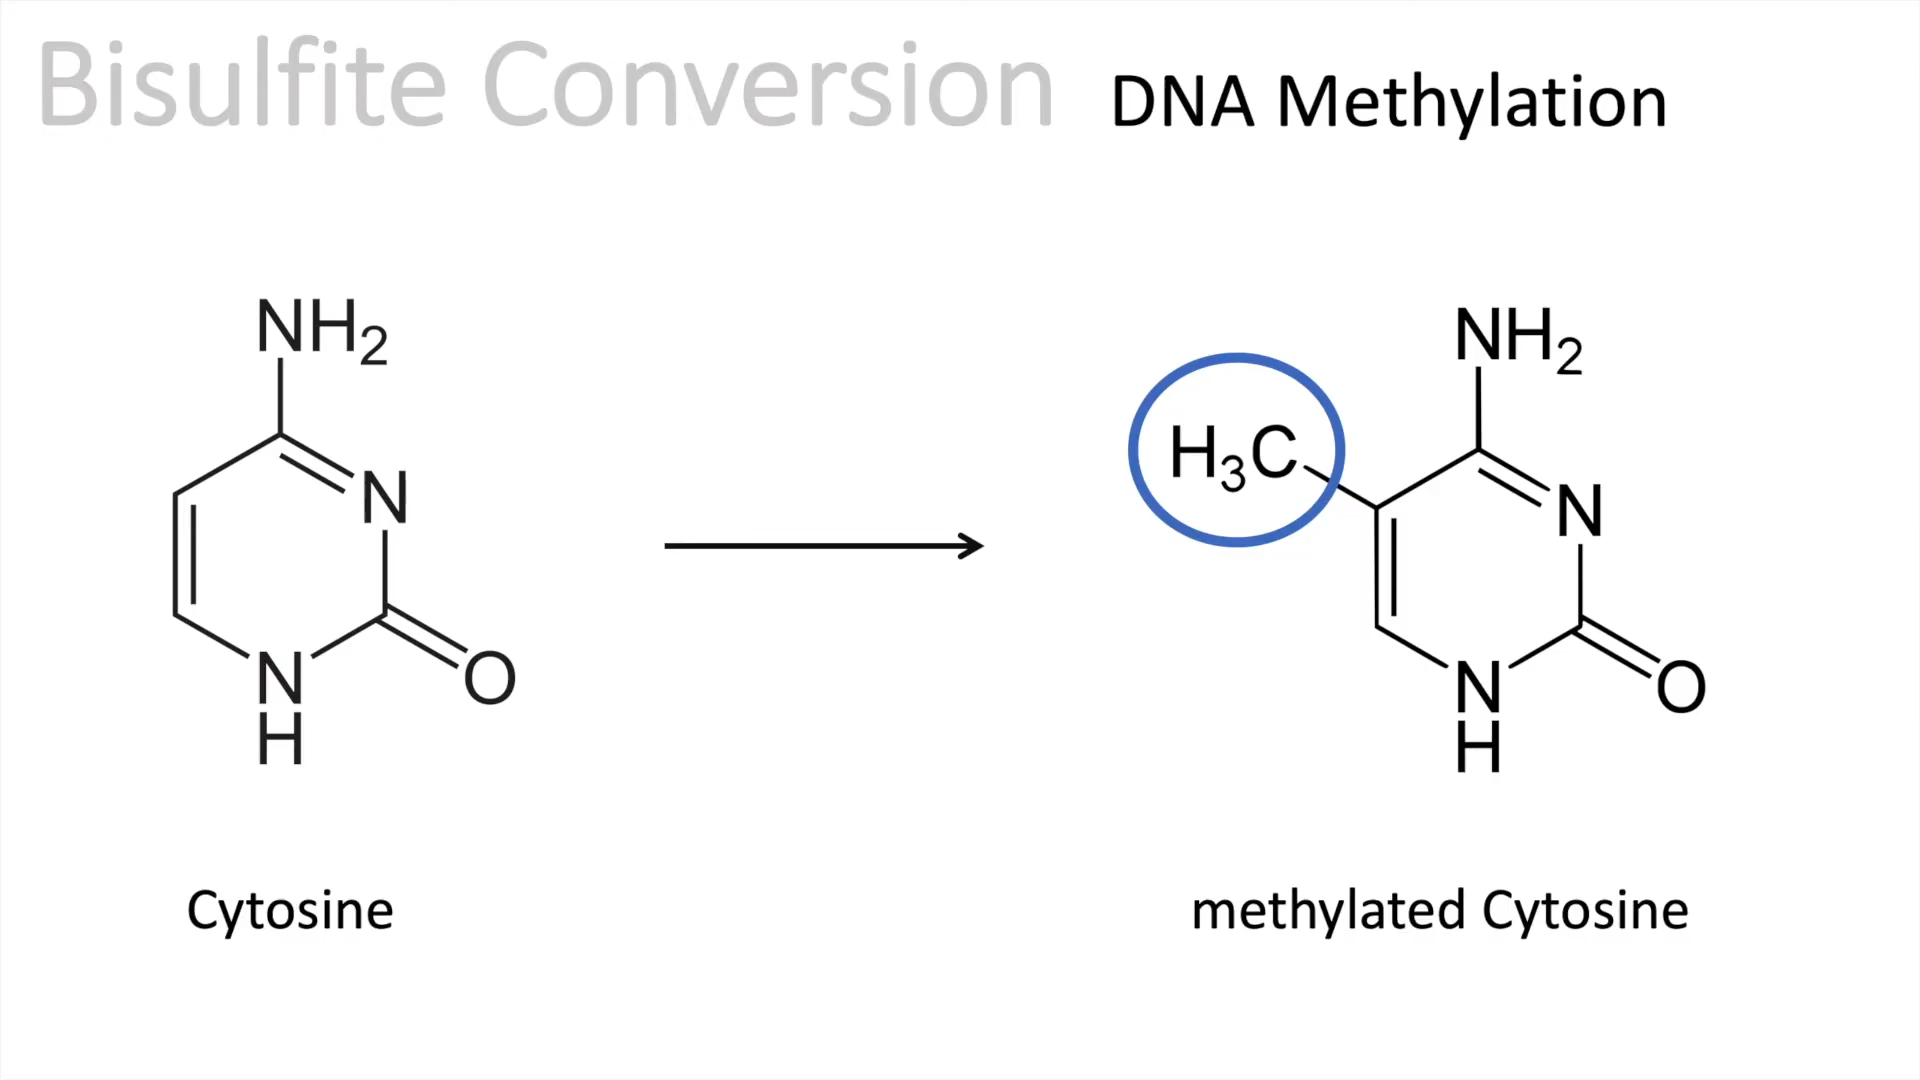 Bisulfite Conversion DNA Methylation
NH2
N
N
H
O
Cytosine
NH2
H3C
N
N
H
O
methylated Cytosine